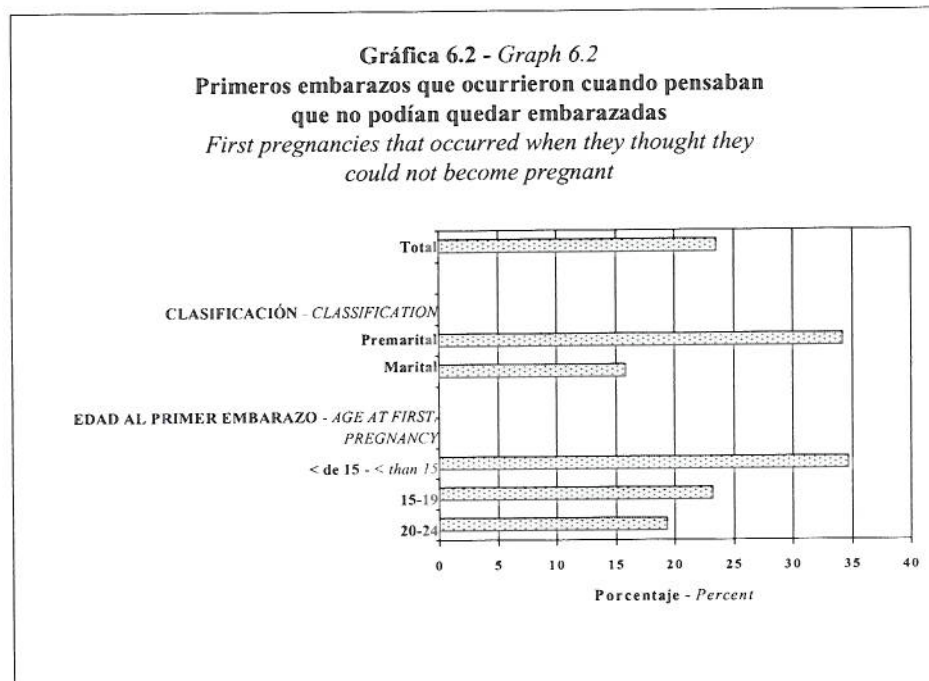 Gráfica 6.2 - Graph 6.2
Primeros embarazos que ocurrieron cuando pensaban
que no podían quedar embarazadas
First pregnancies that occurred when they thought they
could not become pregnant
Total
CLASIFICACIÓN - CLASSIFICATION
Premarital
Marital
EDAD AL PRIMER EMBARAZO - AGE AT FIRST
PREGNANCY
< de 15 - < than 15
15-19
20-24
0 5 10 15 20 25 30 35 40
Porcentaje - Percent